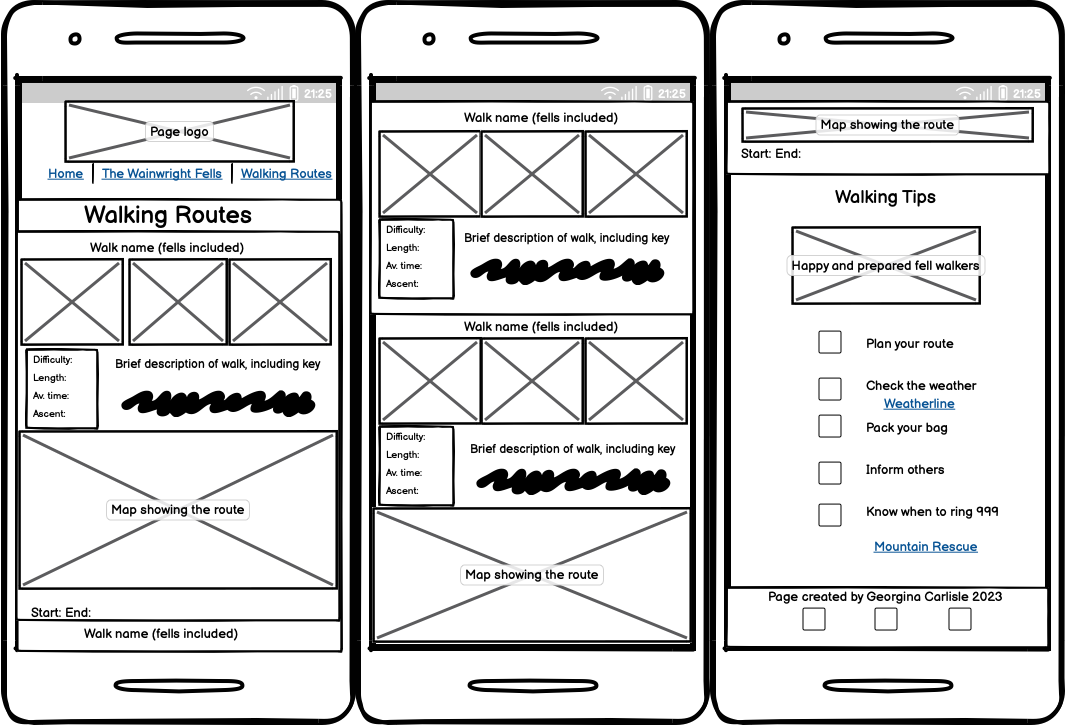 21:25
Page logo
Home The Wainwright Fells Walking Routes
Walking Routes
Walk name (fells included)
Difficulty:
Length:
Av. time:
Ascent:
Brief description of walk, including key
Map showing the route
Start: End:
Walk name (fells included)
21:25
Walk name (fells included)
Difficulty:
Length:
Av. time:
Ascent:
Brief description of walk, including key
Walk name (fells included)
Difficulty:
Length:
Av. time:
Ascent:
Brief description of walk, including key
Map showing the route
21:25
Map showing the route
Start: End:
Walking Tips
Happy and prepared fell walkers
Plan your route
Check the weather
Weatherline
Pack your bag
Inform others
Know when to ring 999
Mountain Rescue
Page created by Georgina Carlisle 2023